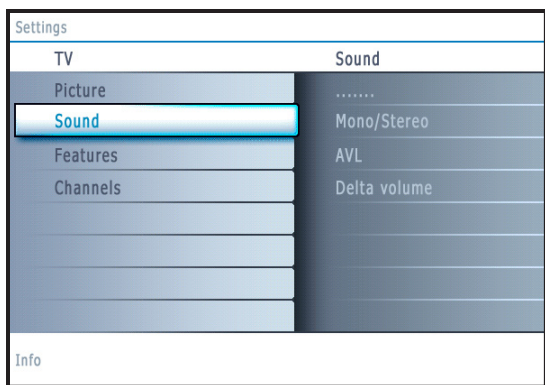 Settings
TV
Sound
Picture
.......
Sound
Mono/Stereo
Features
AVL
Channels
Delta volume
Info